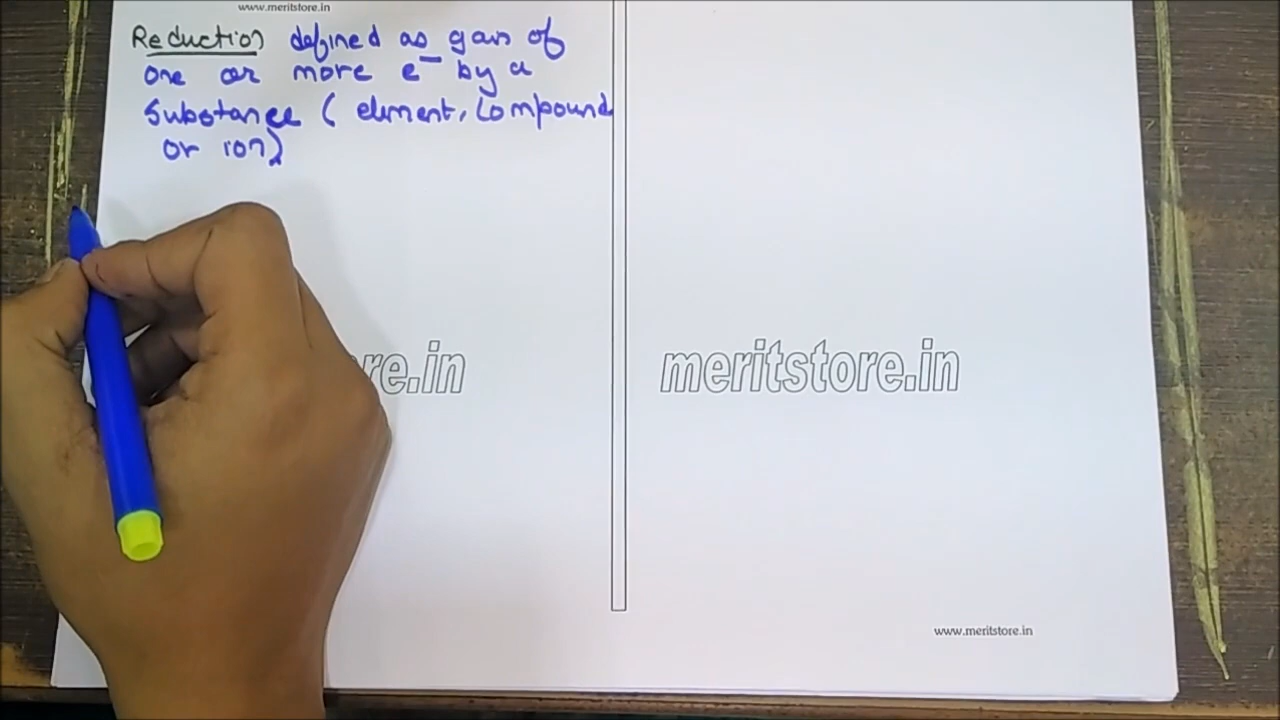 www.meritstore.in
Reduction defined as gain of
one or more e⁻ by a
substance ( element, compound
or ion)
re.in
meritstore.in
www.meritstore.in